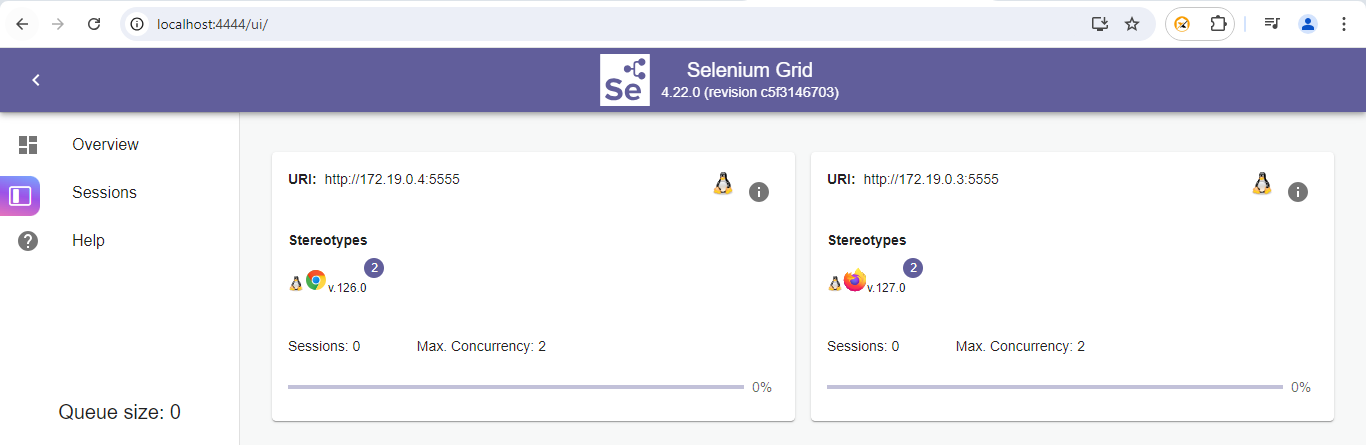 localhost:4444/ui/
Se
Selenium Grid
4.22.0 (revision c5f3146703)
Overview
Sessions
Help
Queue size: 0
URI: http://172.19.0.4:5555
Stereotypes
2
v.126.0
Sessions: 0 Max. Concurrency: 2
0%
URI: http://172.19.0.3:5555
Stereotypes
2
v.127.0
Sessions: 0 Max. Concurrency: 2
0%